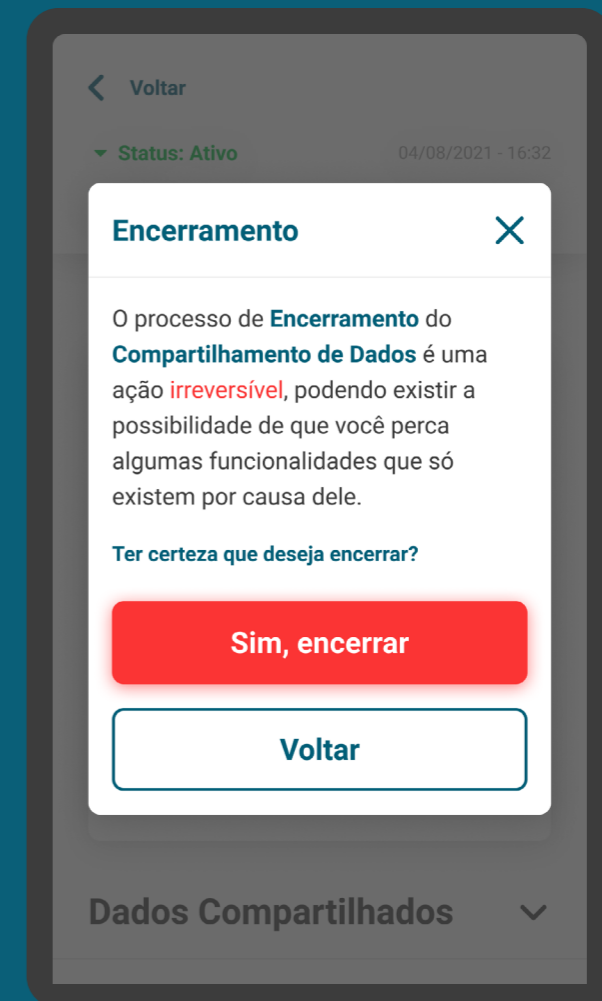 Voltar
Status: Ativo
04/08/2021 - 16:32
Encerramento
O processo de Encerramento do
Compartilhamento de Dados é uma
ação irreversível, podendo existir a
possibilidade de que você perca
algumas funcionalidades que só
existem por causa dele.
Ter certeza que deseja encerrar?
Sim, encerrar
Voltar
Dados Compartilhados